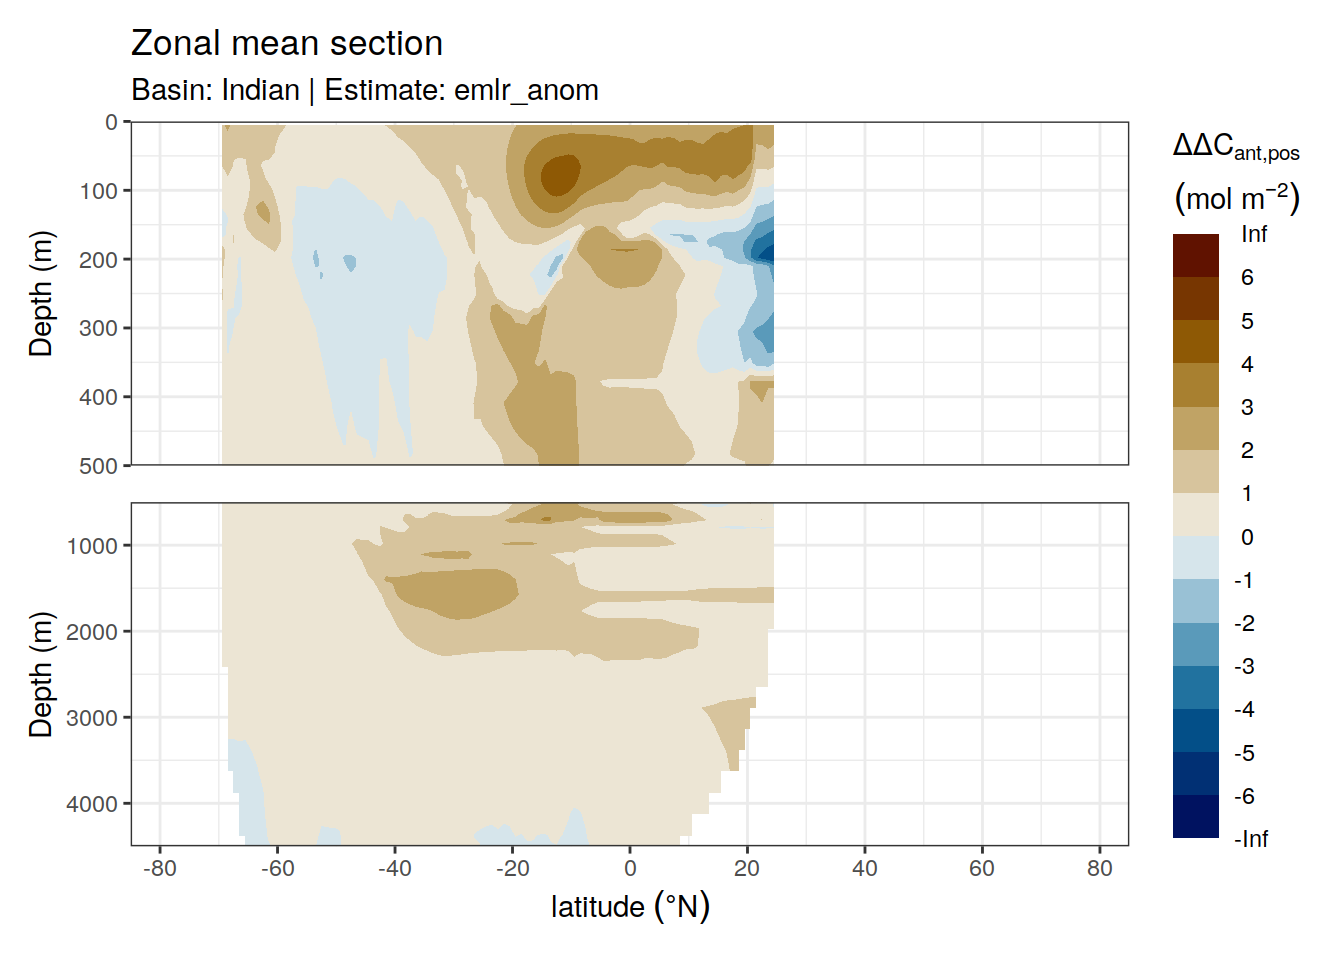 Zonal mean section
Basin: Indian | Estimate: emlr_anom
0
100
200
300
400
500
Depth (m)
1000
2000
3000
4000
Depth (m)
-80 -60 -40 -20 0 20 40 60 80
latitude (°N)
ΔΔCant,pos
(mol m−2)
Inf
6
5
4
3
2
1
0
-1
-2
-3
-4
-5
-6
-Inf